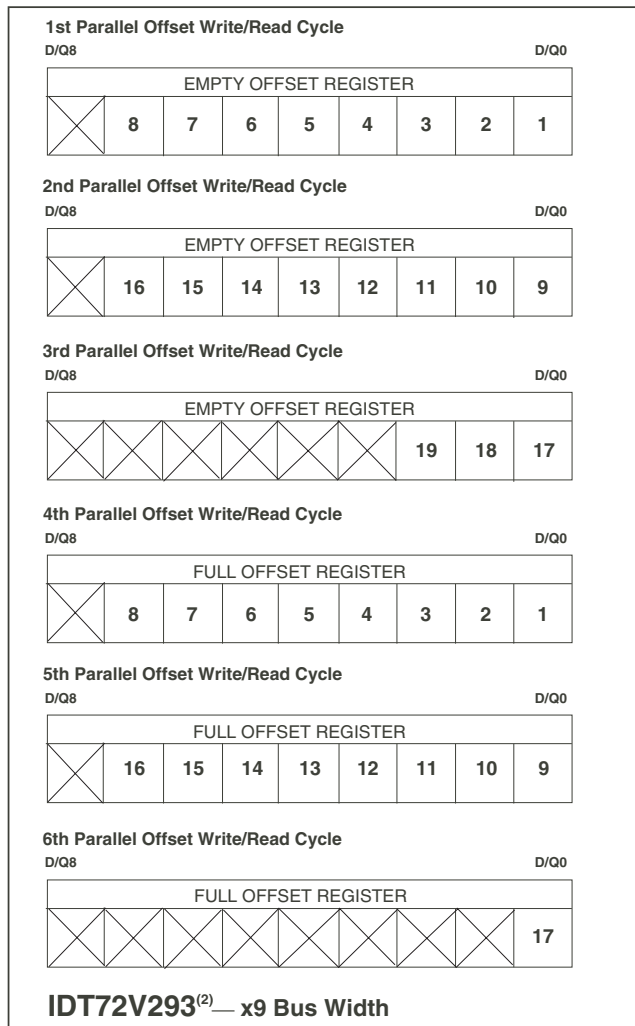 1st Parallel Offset Write/Read Cycle
D/Q8 D/Q0
EMPTY OFFSET REGISTER
8 7 6 5 4 3 2 1
2nd Parallel Offset Write/Read Cycle
D/Q8 D/Q0
EMPTY OFFSET REGISTER
16 15 14 13 12 11 10 9
3rd Parallel Offset Write/Read Cycle
D/Q8 D/Q0
EMPTY OFFSET REGISTER
19 18 17
4th Parallel Offset Write/Read Cycle
D/Q8 D/Q0
FULL OFFSET REGISTER
8 7 6 5 4 3 2 1
5th Parallel Offset Write/Read Cycle
D/Q8 D/Q0
FULL OFFSET REGISTER
16 15 14 13 12 11 10 9
6th Parallel Offset Write/Read Cycle
D/Q8 D/Q0
FULL OFFSET REGISTER
17
IDT72V293(2)— x9 Bus Width